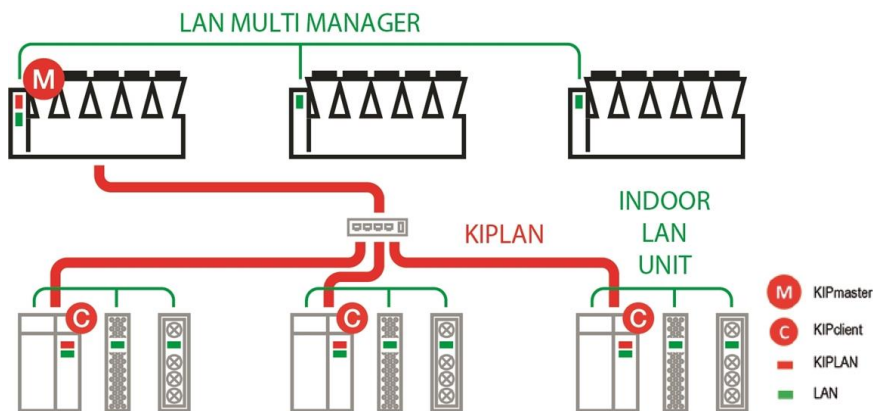 LAN MULTI MANAGER
M
KIPLAN
INDOOR
LAN
UNIT
C
C
C
M KIPmaster
C KIPclient
KIPLAN
LAN